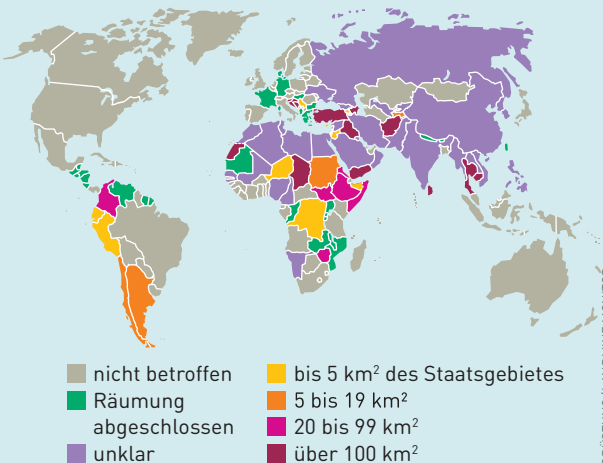 nicht betroffen
Räumung
abgeschlossen
unklar
bis 5 km² des Staatsgebietes
5 bis 19 km²
20 bis 99 km²
über 100 km²